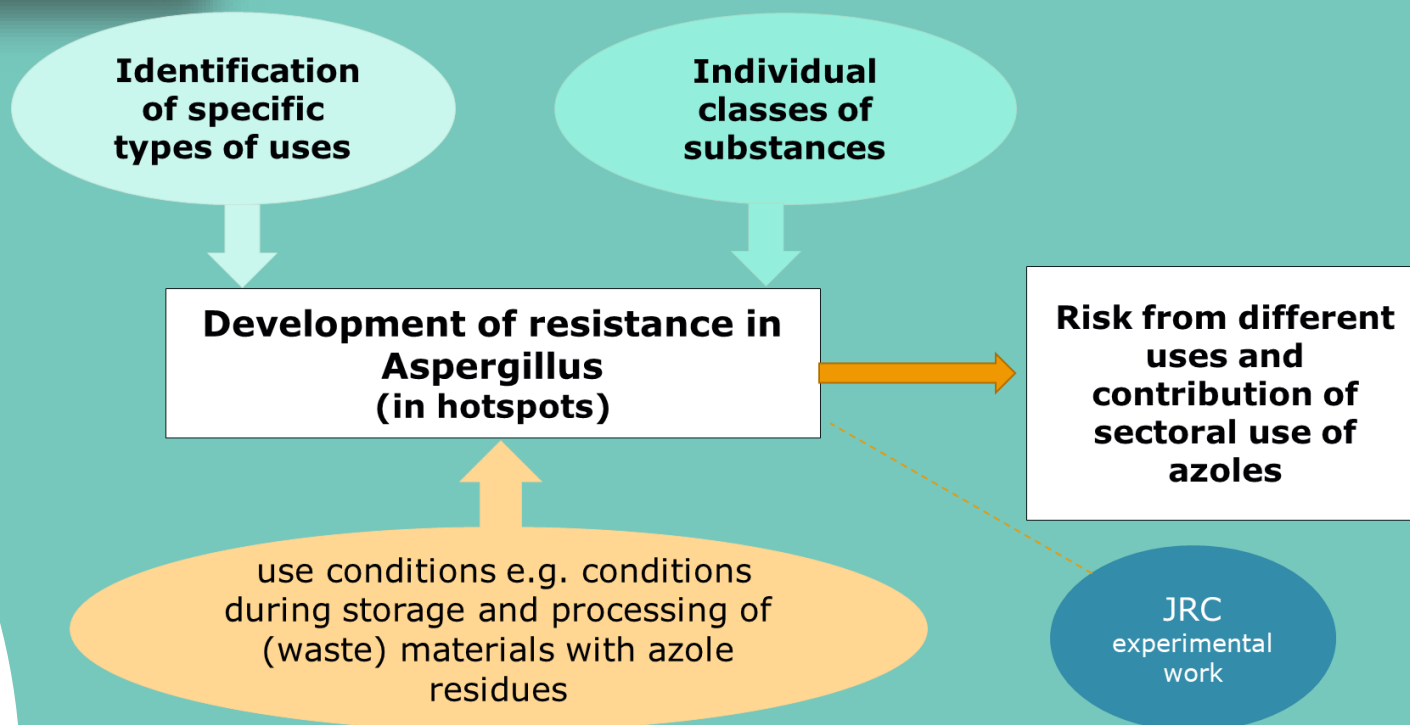 Identification
of specific
types of uses
Individual
classes of
substances
Development of resistance in
Aspergillus
(in hotspots)
Risk from different
uses and
contribution of
sectoral use of
azoles
use conditions e.g. conditions
during storage and processing of
(waste) materials with azole
residues
JRC
experimental
work